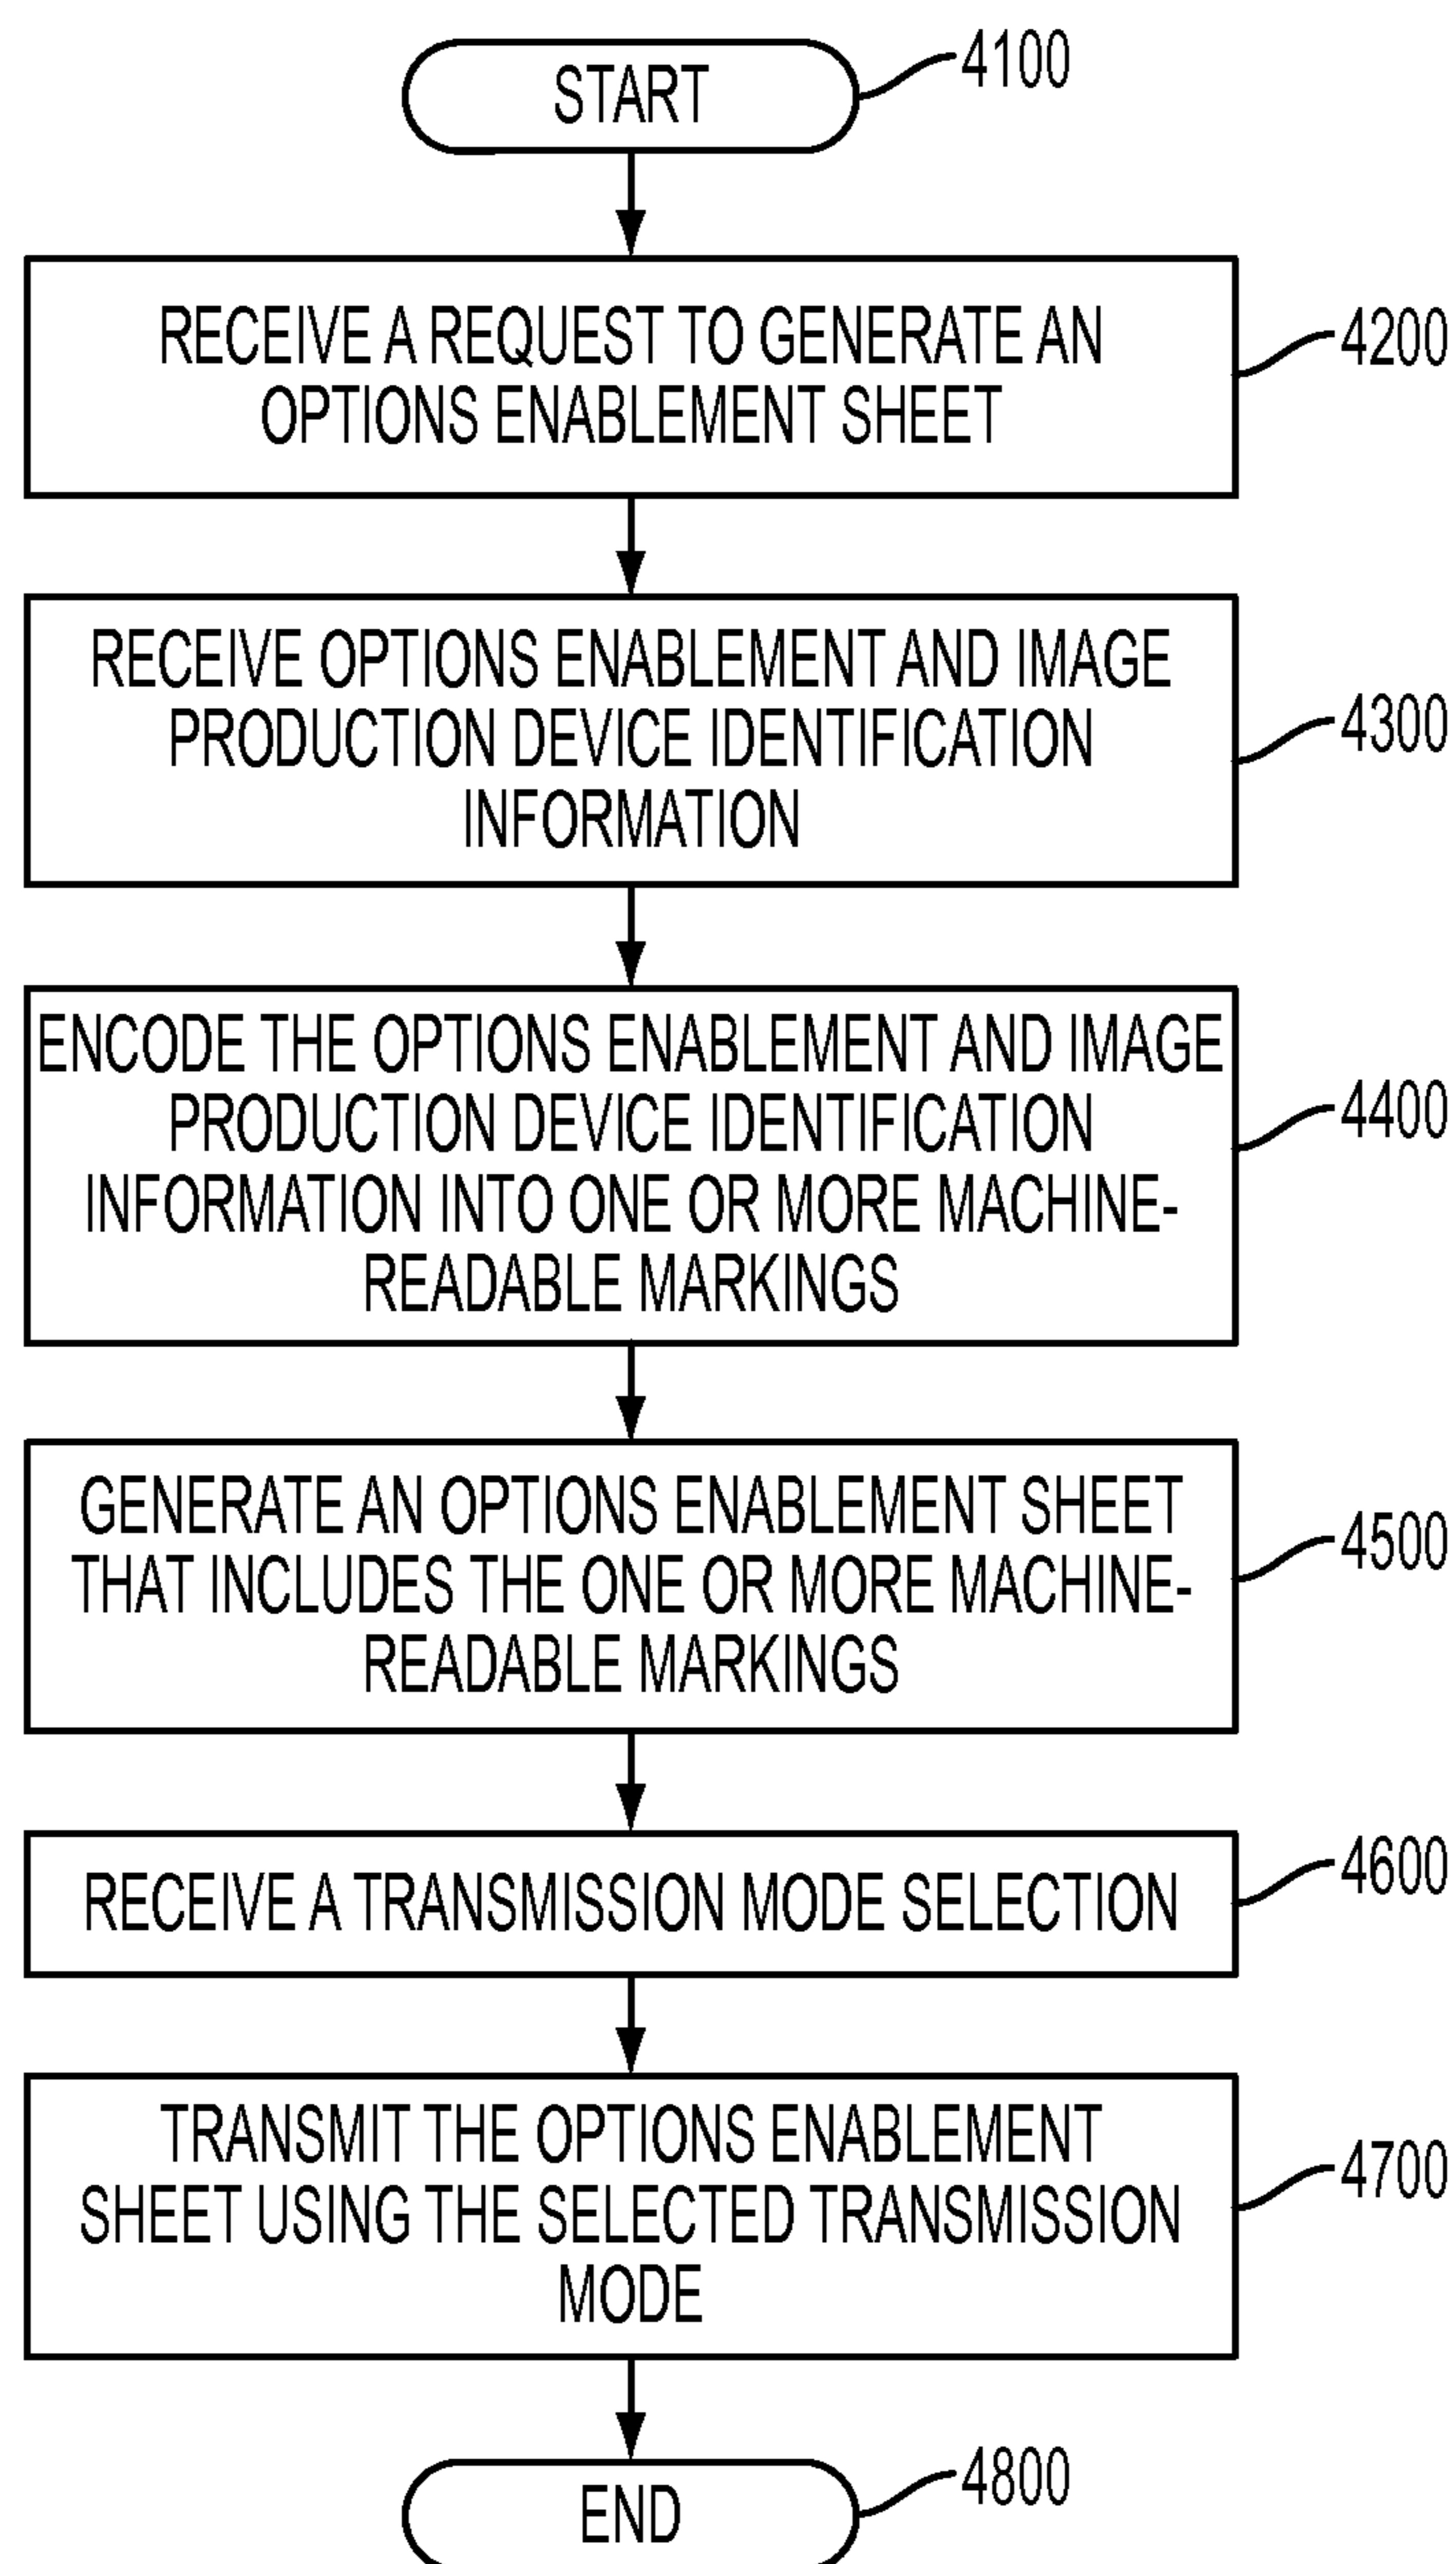 START
4100
RECEIVE A REQUEST TO GENERATE AN
OPTIONS ENABLEMENT SHEET
4200
RECEIVE OPTIONS ENABLEMENT AND IMAGE
PRODUCTION DEVICE IDENTIFICATION
INFORMATION
4300
ENCODE THE OPTIONS ENABLEMENT AND IMAGE
PRODUCTION DEVICE IDENTIFICATION
INFORMATION INTO ONE OR MORE MACHINE-
READABLE MARKINGS
4400
GENERATE AN OPTIONS ENABLEMENT SHEET
THAT INCLUDES THE ONE OR MORE MACHINE-
READABLE MARKINGS
4500
RECEIVE A TRANSMISSION MODE SELECTION
4600
TRANSMIT THE OPTIONS ENABLEMENT
SHEET USING THE SELECTED TRANSMISSION
MODE
4700
END
4800